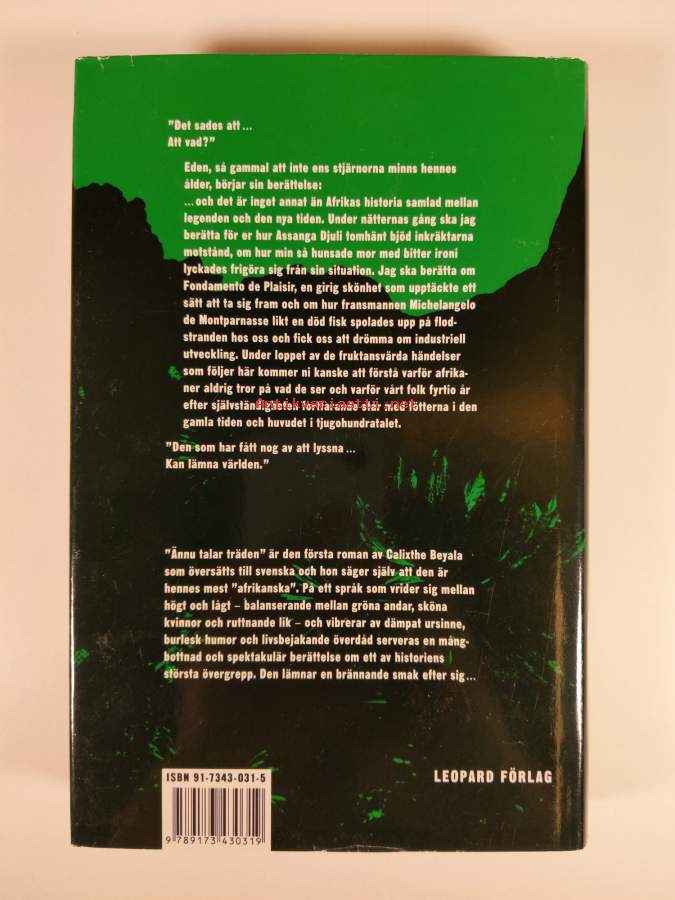 "Det sades att ...
Att vad?"
Eden, så gammal att inte ens stjärnorna minns hennes
ålder, börjar sin berättelse:
... och det är inget annat än Afrikas historia samlad mellan
legenden och den nya tiden. Under nätternas gång ska jag
berätta för er hur Assanga Djuli tomhänt bjöd inkräktarna
motstånd, om hur min så hunsade mor med bitter ironi
lyckades frigöra sig från sin situation. Jag ska berätta om
Fondamento de Plaisir, en girig skönhet som upptäckte ett
sätt att ta sig fram och om hur fransmannen Michelangelo
de Montparnasse likt en död fisk spolades upp på flod-
stranden hos oss och fick oss att drömma om industriell
utveckling. Under loppet av de fruktansvärda händelser
som följer här kommer ni kanske att förstå varför afrika-
ner aldrig tror på vad de ser och varför vårt folk fyrtio år
efter självständigheten fortfarande står med fötterna i den
Antikvariaatti.net
gamla tiden och huvudet i tjugohundratalet.
"Den som har fått nog av att lyssna ...
Kan lämna världen."
"Ännu talar träden" är den första roman av Calixthe Beyala
som översätts till svenska och hon säger själv att den är
hennes mest "afrikanska". På ett språk som vrider sig mellan
högt och lågt – balanserande mellan gröna andar, sköna
kvinnor och ruttnande lik – och vibrerar av dämpat ursinne,
burlesk humor och livsbejakande överdåd serveras en mång-
bottnad och spektakulär berättelse om ett av historiens
största övergrepp. Den lämnar en brännande smak efter sig ...
ISBN 91-7343-031-5
LEOPARD FÖRLAG
9 789173 430319